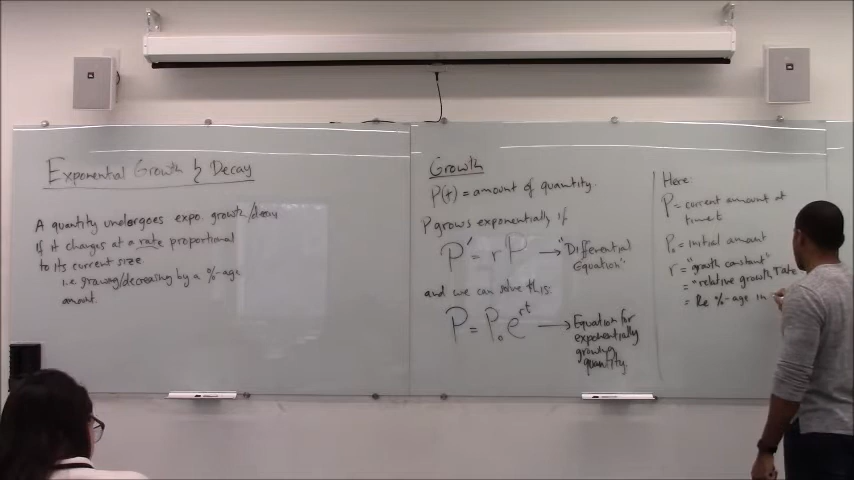 Exponential Growth & Decay
A quantity undergoes expo. growth/decay
if it changes at a rate proportional
to its current size.
i.e. growing/decreasing by a %-age
amount.
Growth
P(t) = amount of quantity.
P grows exponentially if
P' = rP → "Differential
Equation"
and we can solve this:
P = P₀e^{rt} → Equation for
exponentially
growing
quantity.
Here:
P = current amount at
time t
P₀ = initial amount
r = "growth constant"
= "relative growth rate
= the %-age in